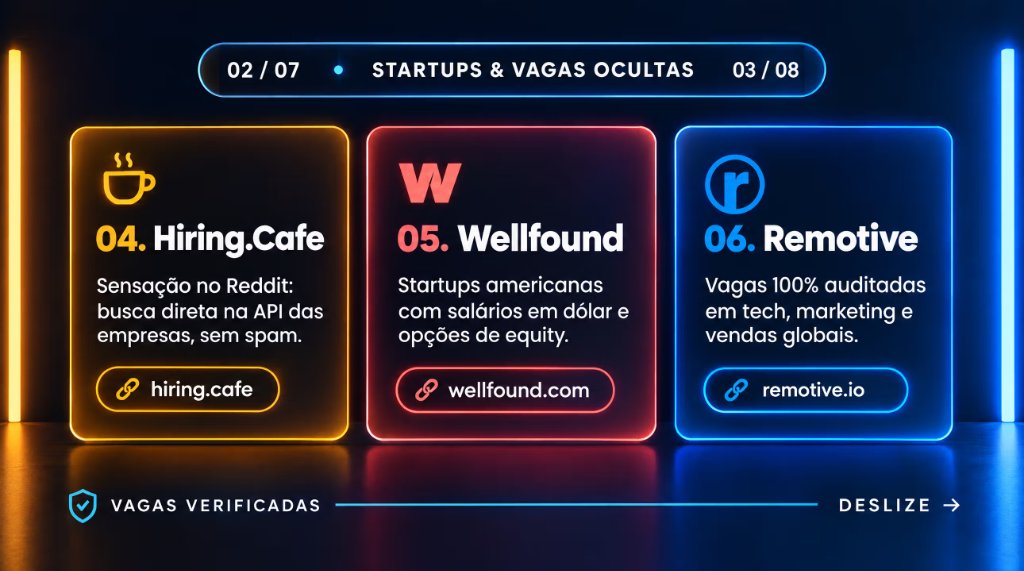 02 / 07 • STARTUPS & VAGAS OCULTAS 03 / 08
04. Hiring.Cafe
Sensação no Reddit:
busca direta na API das
empresas, sem spam.
hiring.cafe
W
05. Wellfound
Startups americanas
com salários em dólar e
opções de equity.
wellfound.com
r
06. Remotive
Vagas 100% auditadas
em tech, marketing e
vendas globais.
remotive.io
VAGAS VERIFICADAS
DESLIZE →